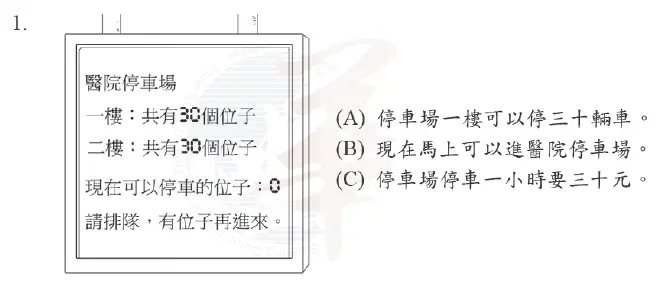 1.
醫院停車場
一樓：共有30個位子
二樓：共有30個位子
現在可以停車的位子：0
請排隊，有位子再進來。
(A) 停車場一樓可以停三十輛車。
(B) 現在馬上可以進醫院停車場。
(C) 停車場停車一小時要三十元。